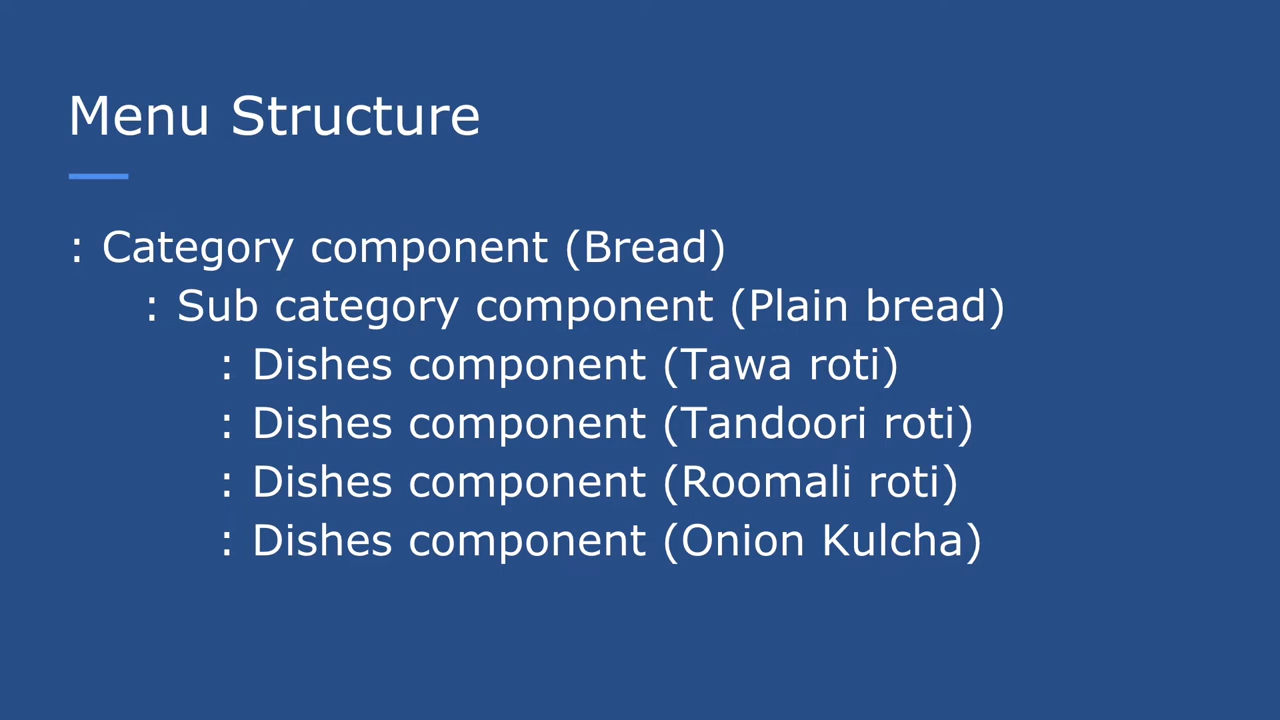 Menu Structure
: Category component (Bread)
: Sub category component (Plain bread)
: Dishes component (Tawa roti)
: Dishes component (Tandoori roti)
: Dishes component (Roomali roti)
: Dishes component (Onion Kulcha)